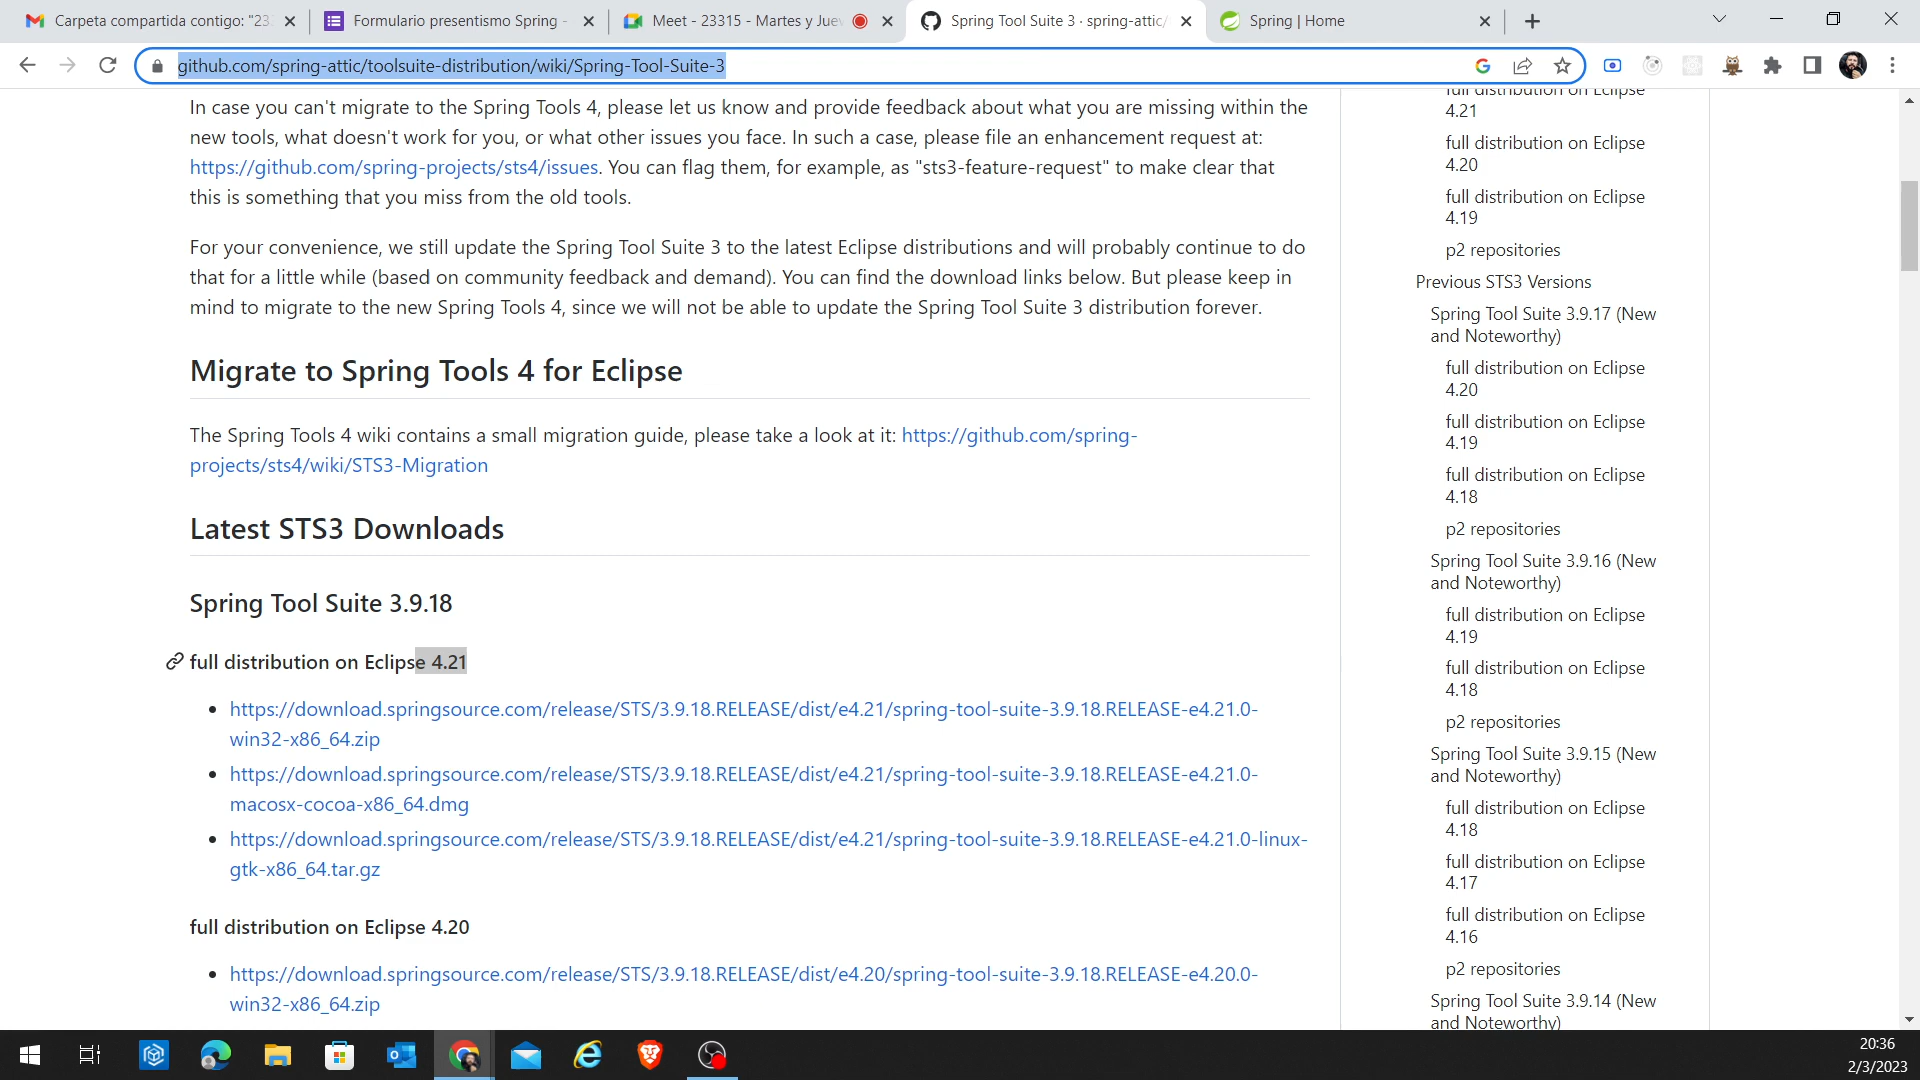 Carpeta compartida contigo: "23
Formulario presentismo Spring -
Meet - 23315 - Martes y Juev
Spring Tool Suite 3 · spring-attic/
Spring | Home
github.com/spring-attic/toolsuite-distribution/wiki/Spring-Tool-Suite-3
In case you can't migrate to the Spring Tools 4, please let us know and provide feedback about what you are missing within the
new tools, what doesn't work for you, or what other issues you face. In such a case, please file an enhancement request at:
https://github.com/spring-projects/sts4/issues. You can flag them, for example, as "sts3-feature-request" to make clear that
this is something that you miss from the old tools.
For your convenience, we still update the Spring Tool Suite 3 to the latest Eclipse distributions and will probably continue to do
that for a little while (based on community feedback and demand). You can find the download links below. But please keep in
mind to migrate to the new Spring Tools 4, since we will not be able to update the Spring Tool Suite 3 distribution forever.
Migrate to Spring Tools 4 for Eclipse
The Spring Tools 4 wiki contains a small migration guide, please take a look at it: https://github.com/spring-
projects/sts4/wiki/STS3-Migration
Latest STS3 Downloads
Spring Tool Suite 3.9.18
full distribution on Eclipse 4.21
https://download.springsource.com/release/STS/3.9.18.RELEASE/dist/e4.21/spring-tool-suite-3.9.18.RELEASE-e4.21.0-
win32-x86_64.zip
https://download.springsource.com/release/STS/3.9.18.RELEASE/dist/e4.21/spring-tool-suite-3.9.18.RELEASE-e4.21.0-
macosx-cocoa-x86_64.dmg
https://download.springsource.com/release/STS/3.9.18.RELEASE/dist/e4.21/spring-tool-suite-3.9.18.RELEASE-e4.21.0-linux-
gtk-x86_64.tar.gz
full distribution on Eclipse 4.20
https://download.springsource.com/release/STS/3.9.18.RELEASE/dist/e4.20/spring-tool-suite-3.9.18.RELEASE-e4.20.0-
win32-x86_64.zip
full distribution on Eclipse
4.21
full distribution on Eclipse
4.20
full distribution on Eclipse
4.19
p2 repositories
Previous STS3 Versions
Spring Tool Suite 3.9.17 (New
and Noteworthy)
full distribution on Eclipse
4.20
full distribution on Eclipse
4.19
full distribution on Eclipse
4.18
p2 repositories
Spring Tool Suite 3.9.16 (New
and Noteworthy)
full distribution on Eclipse
4.19
full distribution on Eclipse
4.18
p2 repositories
Spring Tool Suite 3.9.15 (New
and Noteworthy)
full distribution on Eclipse
4.18
full distribution on Eclipse
4.17
full distribution on Eclipse
4.16
p2 repositories
Spring Tool Suite 3.9.14 (New
and Noteworthy)
20:36
2/3/2023